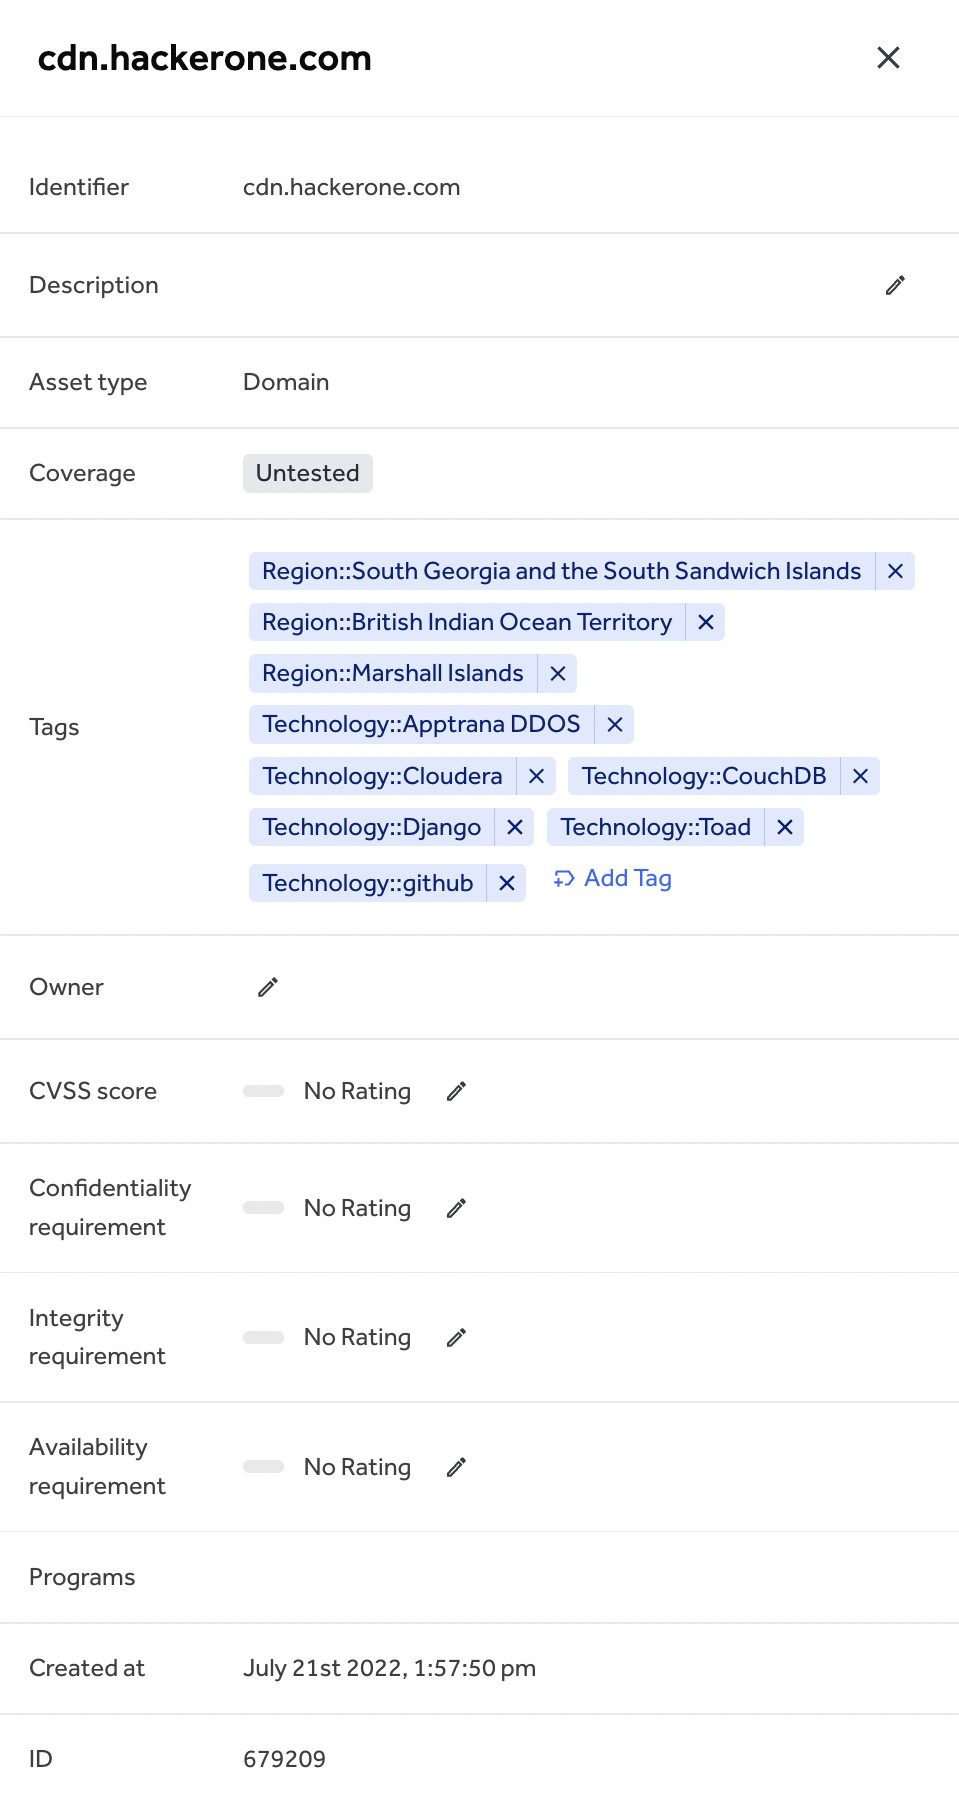 cdn.hackerone.com
Identifier cdn.hackerone.com
Description
Asset type Domain
Coverage Untested
Tags
Region::South Georgia and the South Sandwich Islands
Region::British Indian Ocean Territory
Region::Marshall Islands
Technology::Apptrana DDOS
Technology::Cloudera Technology::CouchDB
Technology::Django Technology::Toad
Technology::github Add Tag
Owner
CVSS score No Rating
Confidentiality
requirement No Rating
Integrity
requirement No Rating
Availability
requirement No Rating
Programs
Created at July 21st 2022, 1:57:50 pm
ID 679209